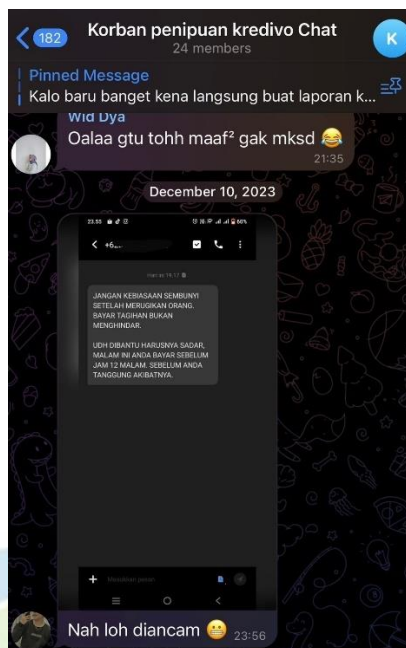 182
Korban penipuan kredivo Chat
K
24 members
Pinned Message
Kalo baru banget kena langsung buat laporan k...
Wid Dya
Oalaa gtu tohh maaf² gak mksd 😂
21:35
December 10, 2023
JANGAN KEBIASAAN SEMBUNYI
SETELAH MERUGIKAN ORANG.
BAYAR TAGIHAN BUKAN
MENGHINDAR.
UDH DIBANTU HARUSNYA SADAR,
MALAM INI ANDA BAYAR SEBELUM
JAM 12 MALAM. SEBELUM ANDA
TANGGUNG AKIBATNYA.
Nah loh diancam 😬 23:56